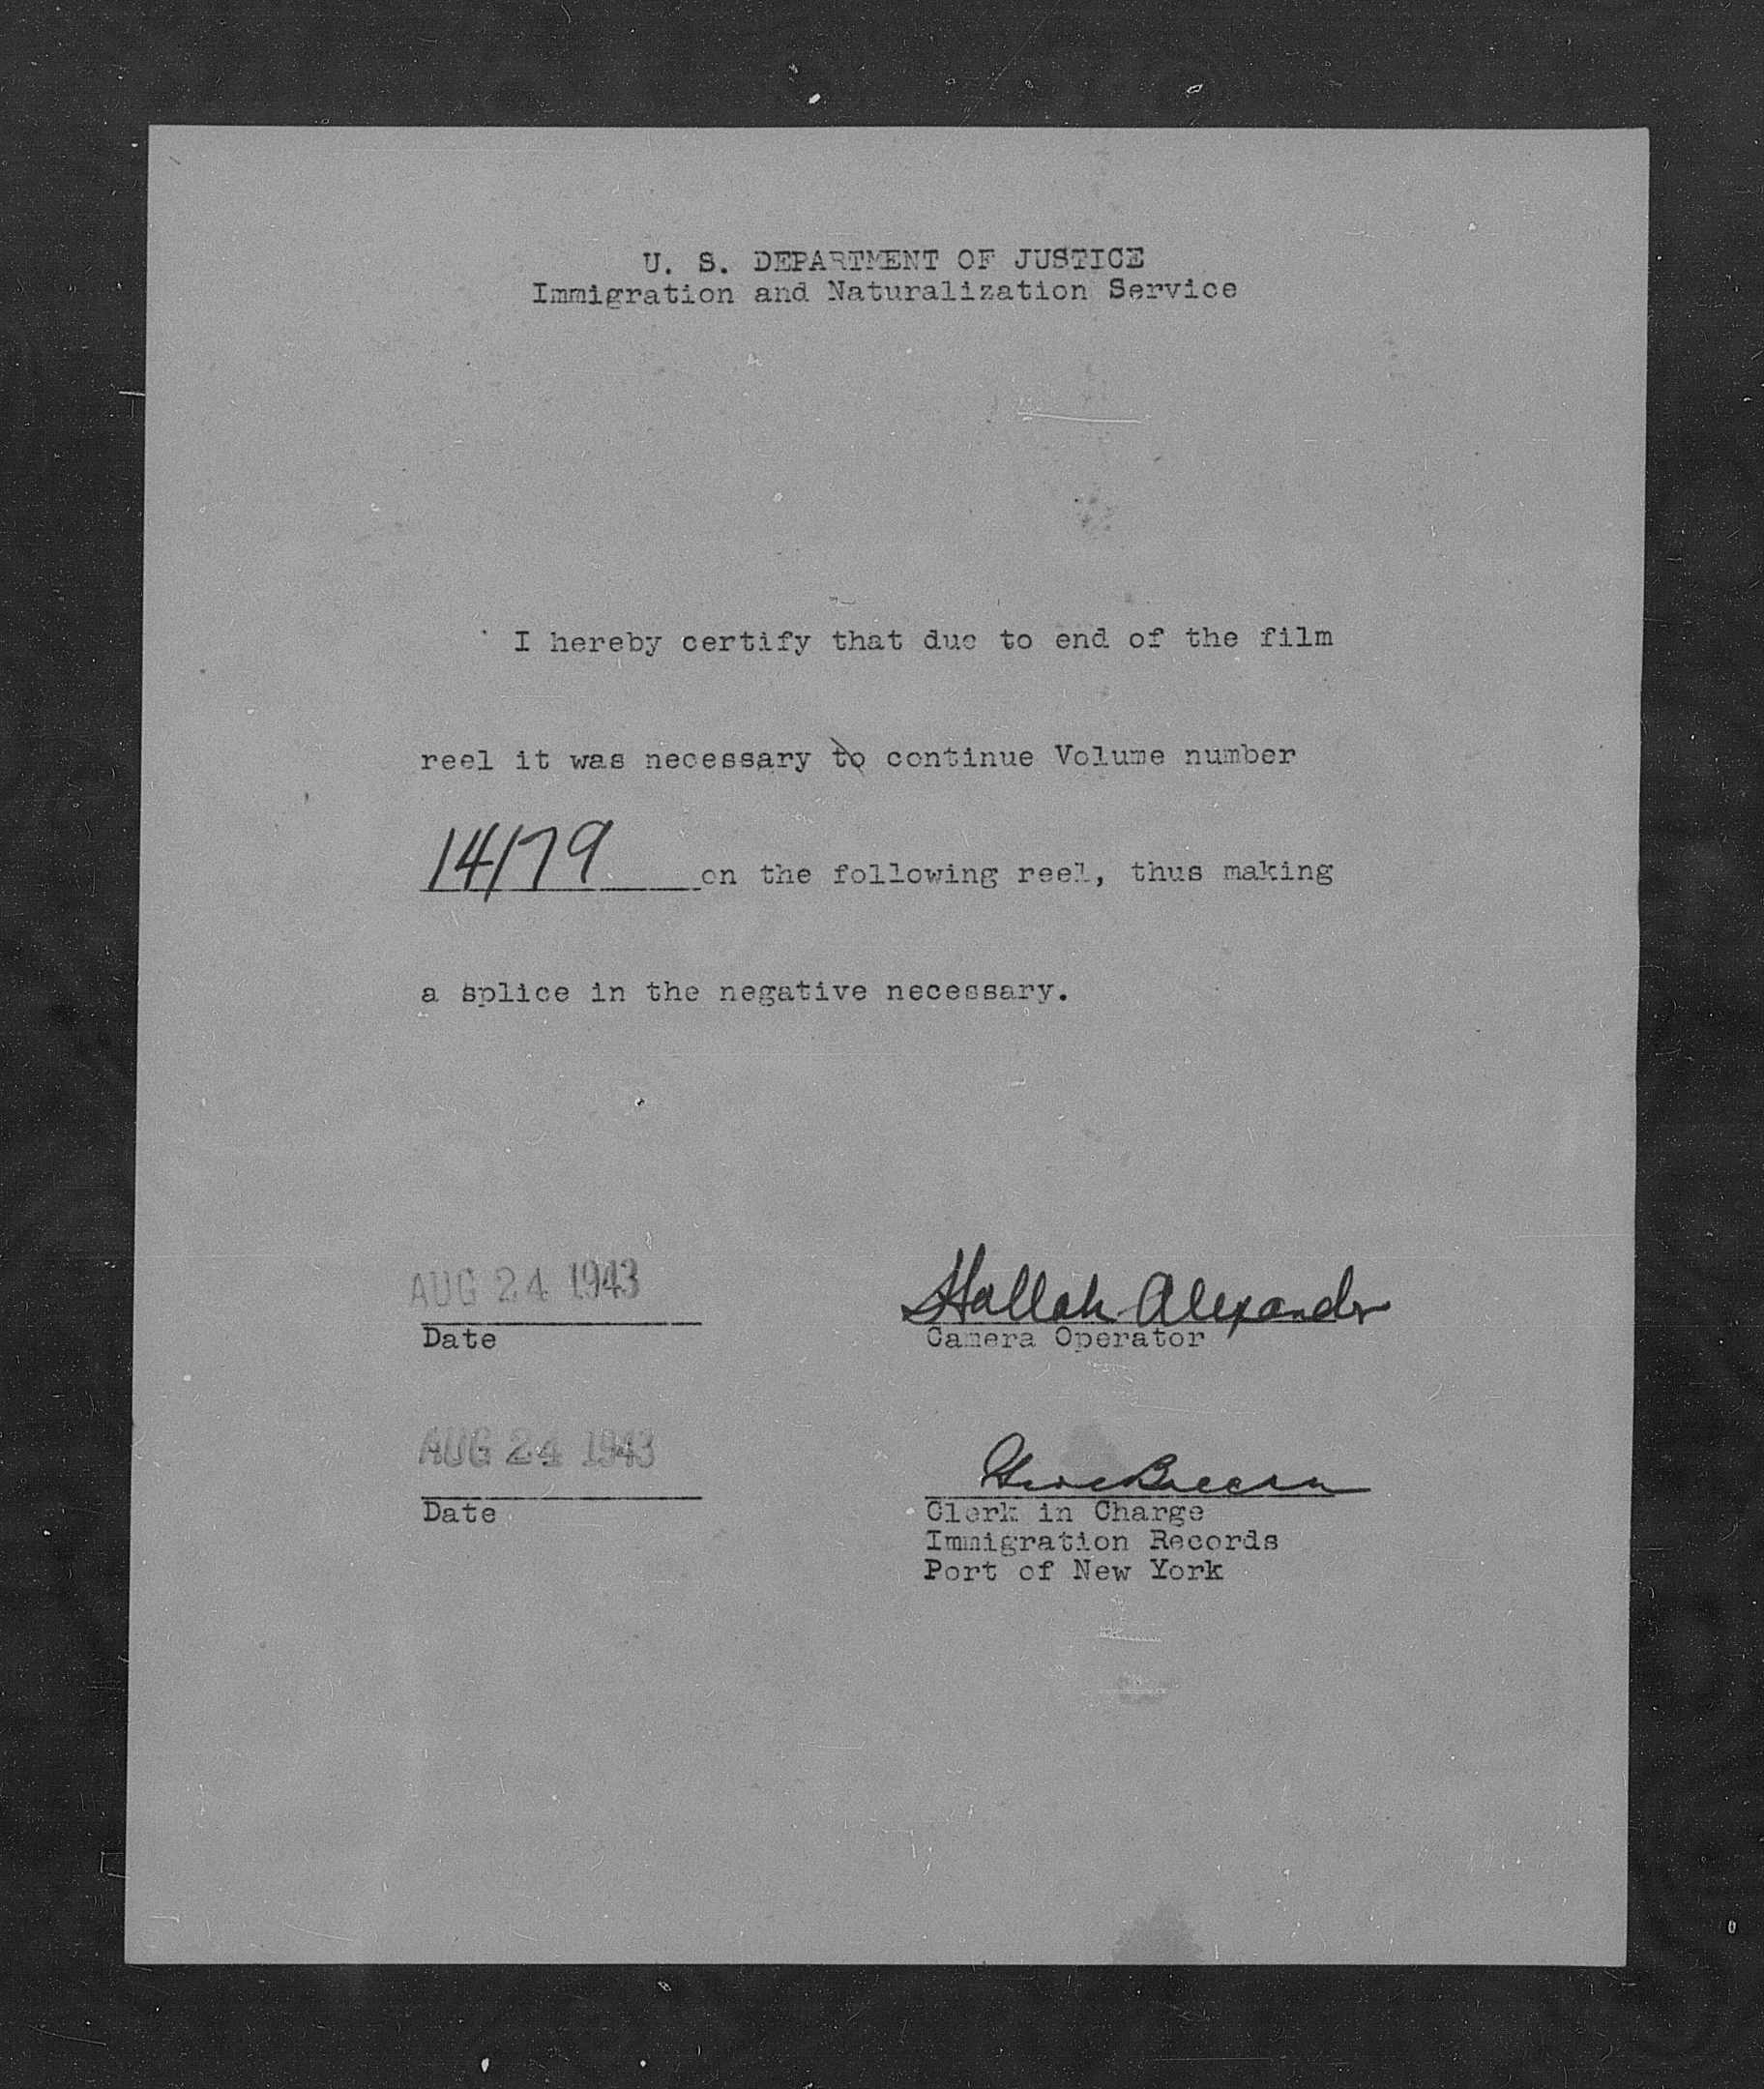 U. S. DEPARTMENT OF JUSTICE
Immigration and Naturalization Service
I hereby certify that due to end of the film
reel it was necessary to continue Volume number
14179 on the following reel, thus making
a splice in the negative necessary.
AUG 24 1943
Date
Alexander
Camera Operator
AUG 24 1943
Date
Clerk in Charge
Immigration Records
Port of New York